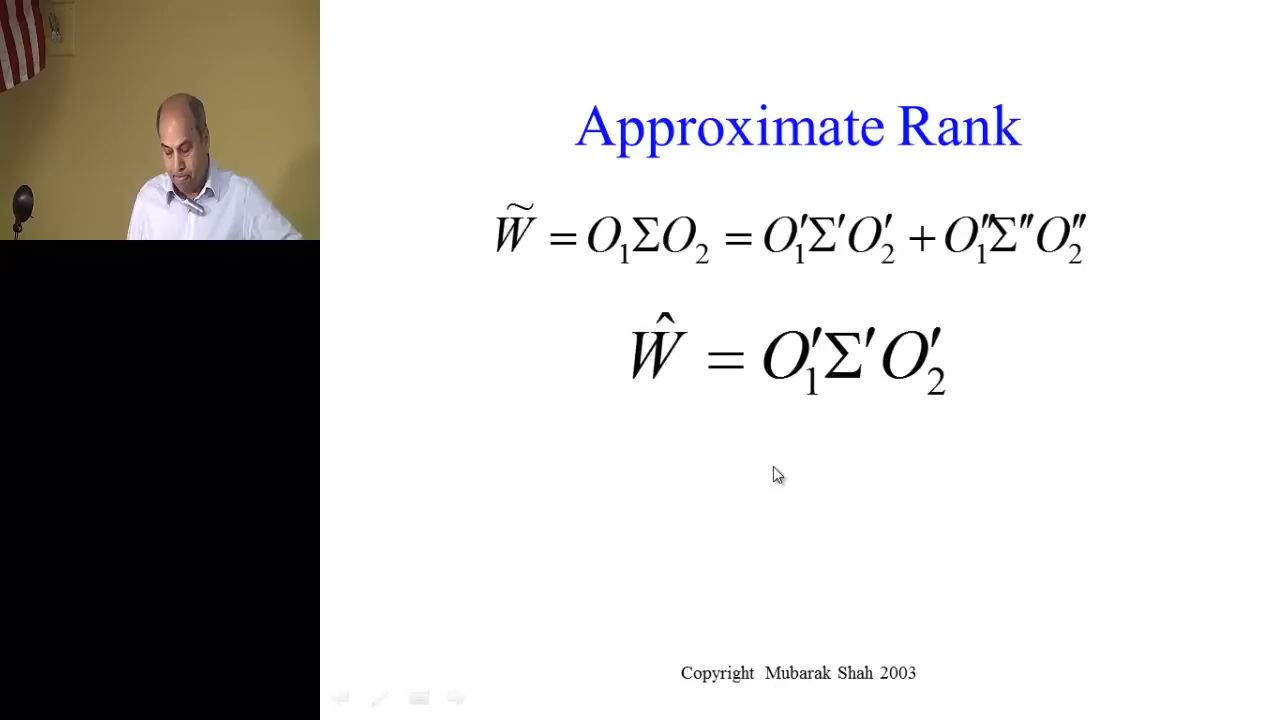 Approximate Rank
W̃ = O₁ΣO₂ = O₁′Σ′O₂′ + O₁″Σ″O₂″
Ŵ = O₁′Σ′O₂′
Copyright Mubarak Shah 2003